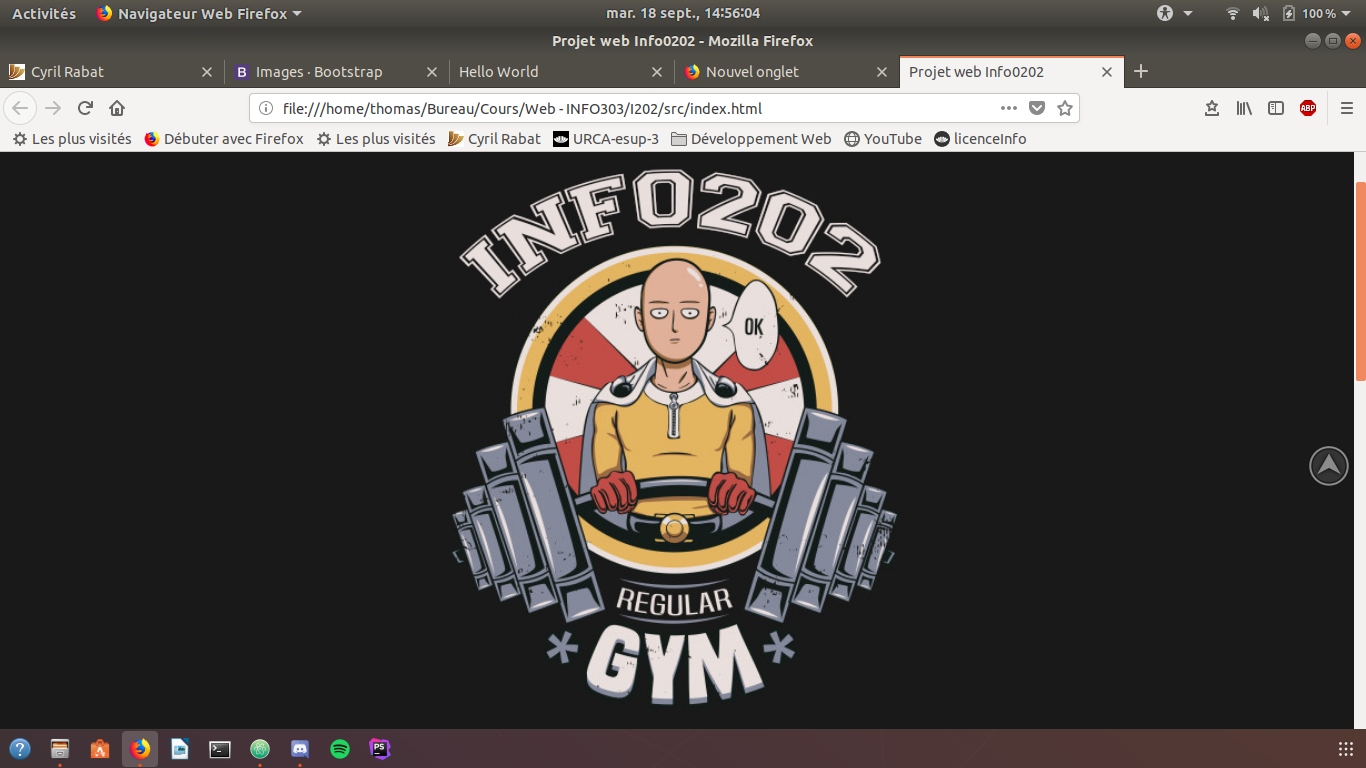 Activités Navigateur Web Firefox mar. 18 sept., 14:56:04 100 %
Projet web Info0202 - Mozilla Firefox
Cyril Rabat B Images · Bootstrap Hello World Nouvel onglet Projet web Info0202
file:///home/thomas/Bureau/Cours/Web - INFO303/I202/src/index.html ABP
Les plus visités Débuter avec Firefox Les plus visités Cyril Rabat URCA-esup-3 Développement Web YouTube licenceInfo
INFO202
OK
REGULAR
*GYM*
? PS